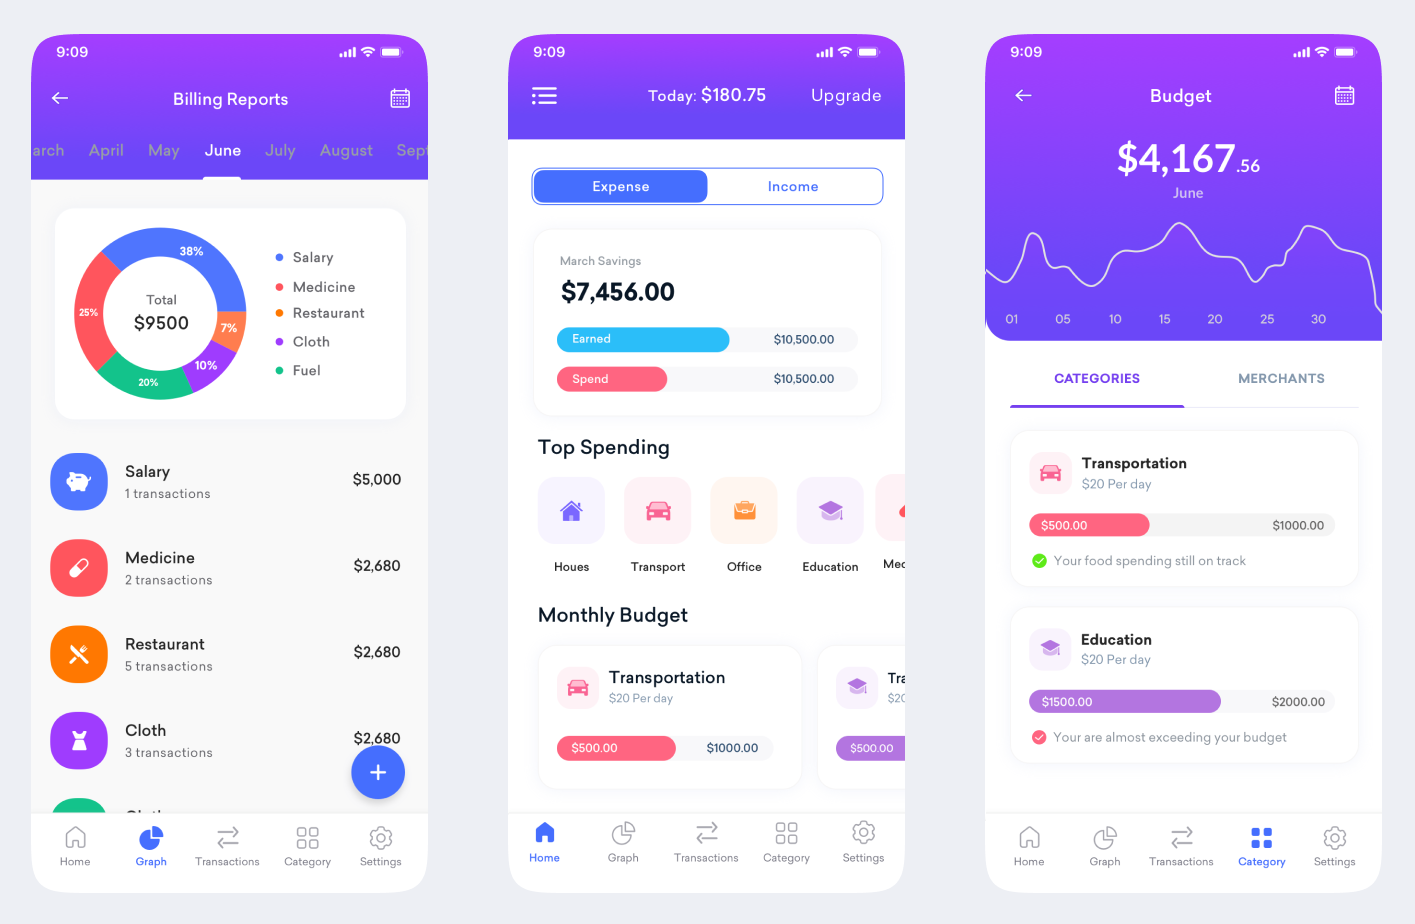 9:09
Billing Reports
arch April May June July August Sept
38%
25%
7%
10%
20%
Total
$9500
Salary
Medicine
Restaurant
Cloth
Fuel
Salary
1 transactions
$5,000
Medicine
2 transactions
$2,680
Restaurant
5 transactions
$2,680
Cloth
3 transactions
$2,680
+
Home Graph Transactions Category Settings
9:09
Today: $180.75 Upgrade
Expense Income
March Savings
$7,456.00
Earned $10,500.00
Spend $10,500.00
Top Spending
Houes Transport Office Education Mec
Monthly Budget
Transportation
$20 Per day
$500.00 $1000.00
Tra
$20
$500.00
Home Graph Transactions Category Settings
9:09
Budget
$4,167.56
June
01 05 10 15 20 25 30
CATEGORIES MERCHANTS
Transportation
$20 Per day
$500.00 $1000.00
Your food spending still on track
Education
$20 Per day
$1500.00 $2000.00
Your are almost exceeding your budget
Home Graph Transactions Category Settings